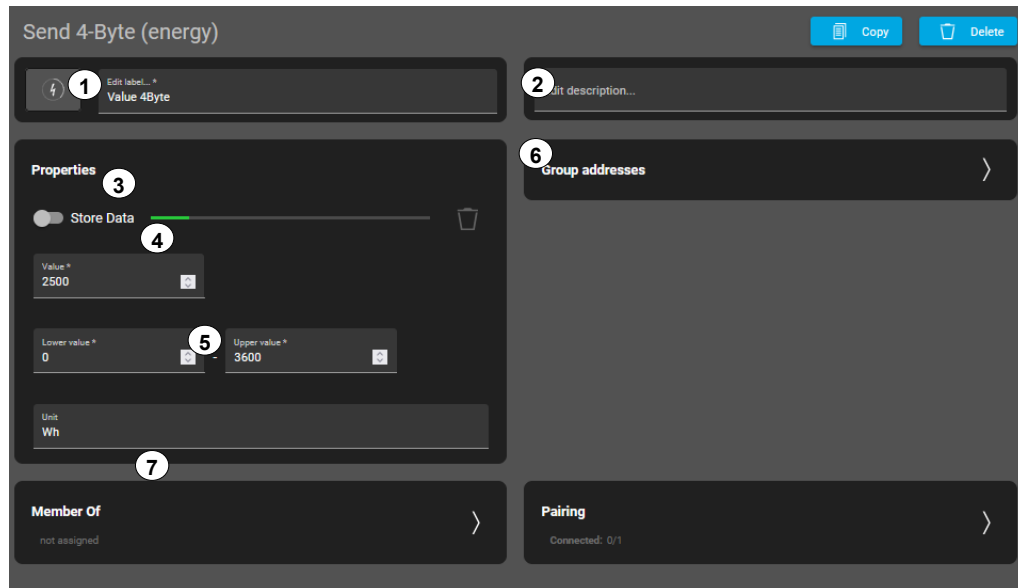 Send 4-Byte (energy)
Copy
Delete
1
Edit label... *
Value 4Byte
2
dit description...
Properties
3
6
Group addresses
Store Data
4
Value *
2500
5
Lower value *
0
-
Upper value *
3600
Unit
Wh
7
Member Of
not assigned
Pairing
Connected: 0/1